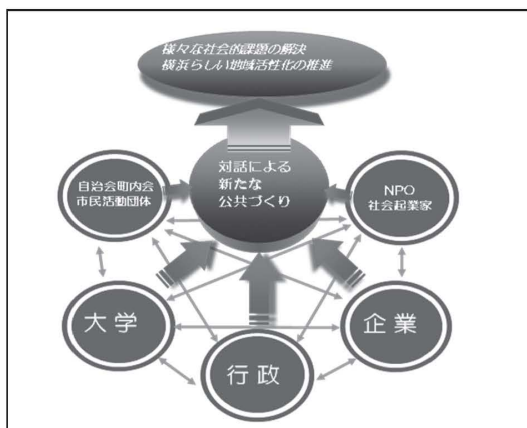 様々な社会的課題の解決
横浜らしい地域活性化の推進
対話による
新たな
公共づくり
自治会町内会
市民活動団体
NPO
社会起業家
大学
企業
行政